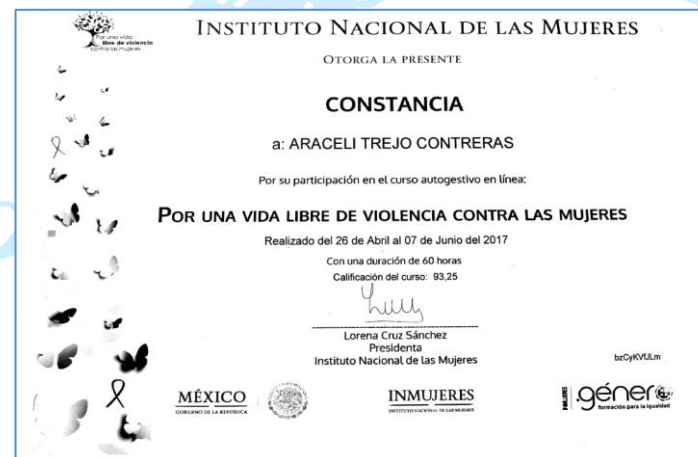 Por una vida
libre de violencia
contra las mujeres
INSTITUTO NACIONAL DE LAS MUJERES
OTORGA LA PRESENTE
CONSTANCIA
a: ARACELI TREJO CONTRERAS
Por su participación en el curso autogestivo en línea:
POR UNA VIDA LIBRE DE VIOLENCIA CONTRA LAS MUJERES
Realizado del 26 de Abril al 07 de Junio del 2017
Con una duración de 60 horas
Calificación del curso: 93,25
Lorena Cruz Sánchez
Presidenta
Instituto Nacional de las Mujeres
MÉXICO
GOBIERNO DE LA REPÚBLICA
INMUJERES
INSTITUTO NACIONAL DE LAS MUJERES
INMUJERES
género
formación para la igualdad